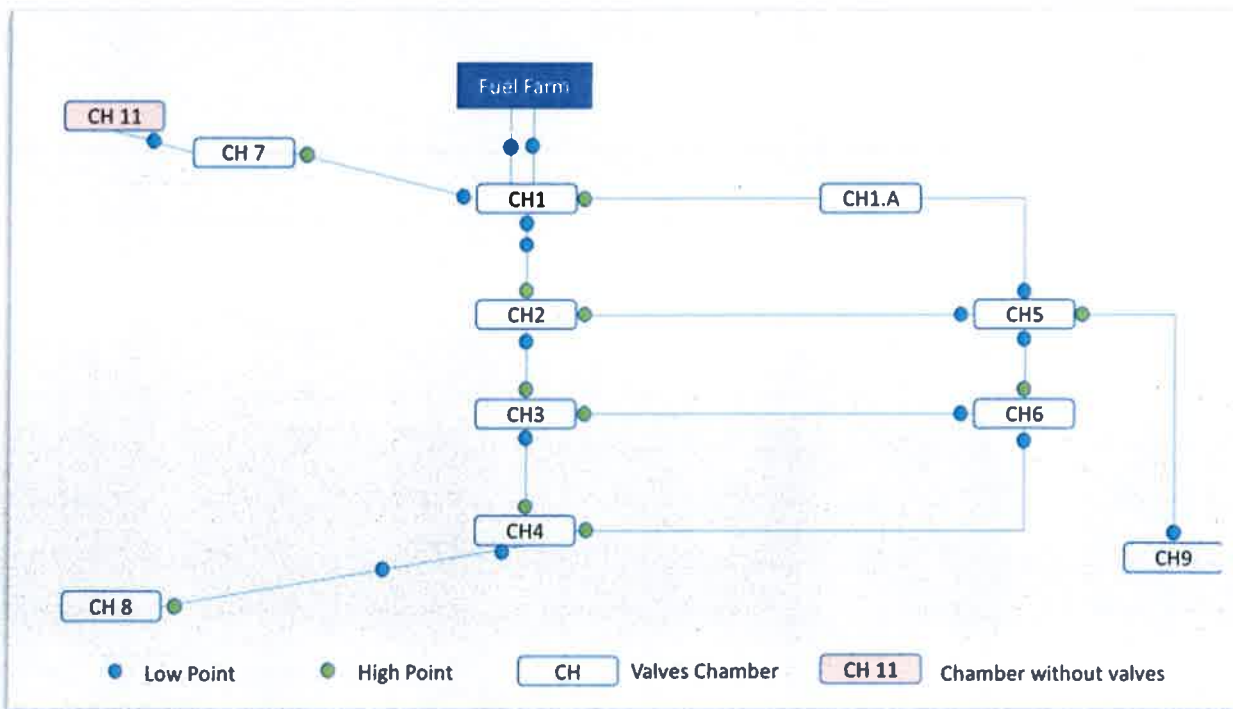 Fuel Farm
CH 11
CH 7
CH1
CH1.A
CH2
CH5
CH3
CH6
CH4
CH9
CH 8
Low Point
High Point
CH
Valves Chamber
CH 11
Chamber without valves